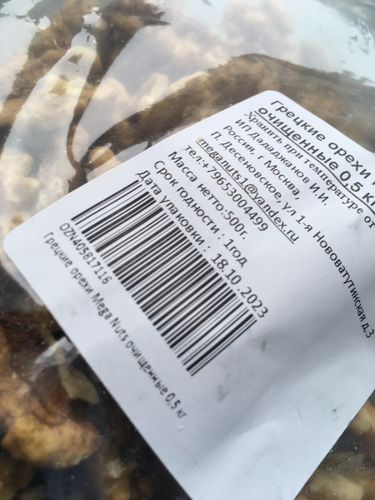 Грецкие орехи
очищенные 0,5 кг
Хранить при температуре от
ИП Дададжанов И.И.
Россия. г Москва,
П. Десеновское, Ул 1-я Нововатутинская д.3
meganuts1@yandex.ru
тел:+79653004499
Масса нетто:500г.
Срок годности : 1год
Дата упаковки : 18.10.2023
OZN405817116
Грецкие орехи Mega Nuts очищенные 0,5 кг